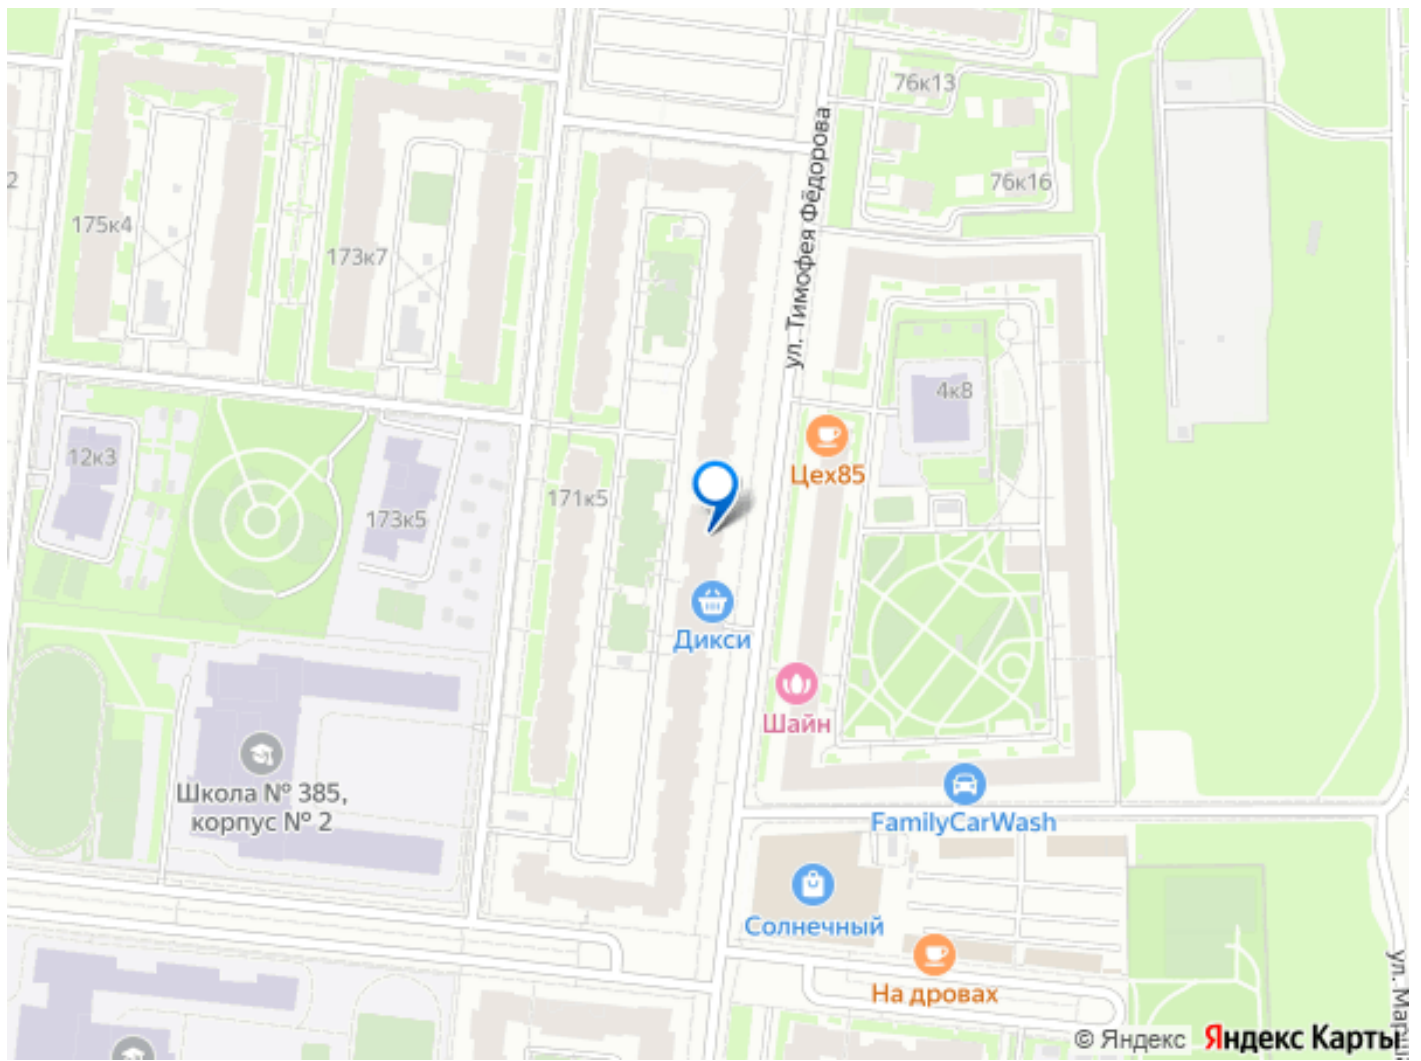 76к13
ул. Тимофея Фёдорова
76к16
2
175к4
173к7
4к8
12к3
Цех85
171к5
173к5
Дикси
Шайн
Школа № 385,
корпус № 2
FamilyCarWash
Солнечный
На дровах
© Яндекс Яндекс Карты